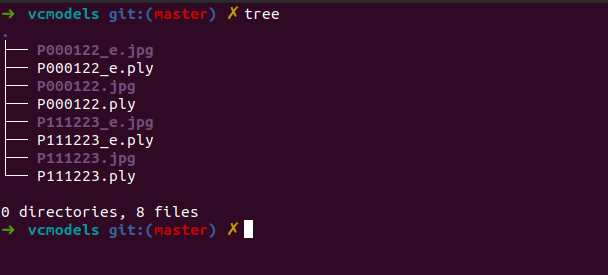 ➜ vcmodels git:(master) ✗ tree
.
├── P000122_e.jpg
├── P000122_e.ply
├── P000122.jpg
├── P000122.ply
├── P111223_e.jpg
├── P111223_e.ply
├── P111223.jpg
└── P111223.ply

0 directories, 8 files
➜ vcmodels git:(master) ✗